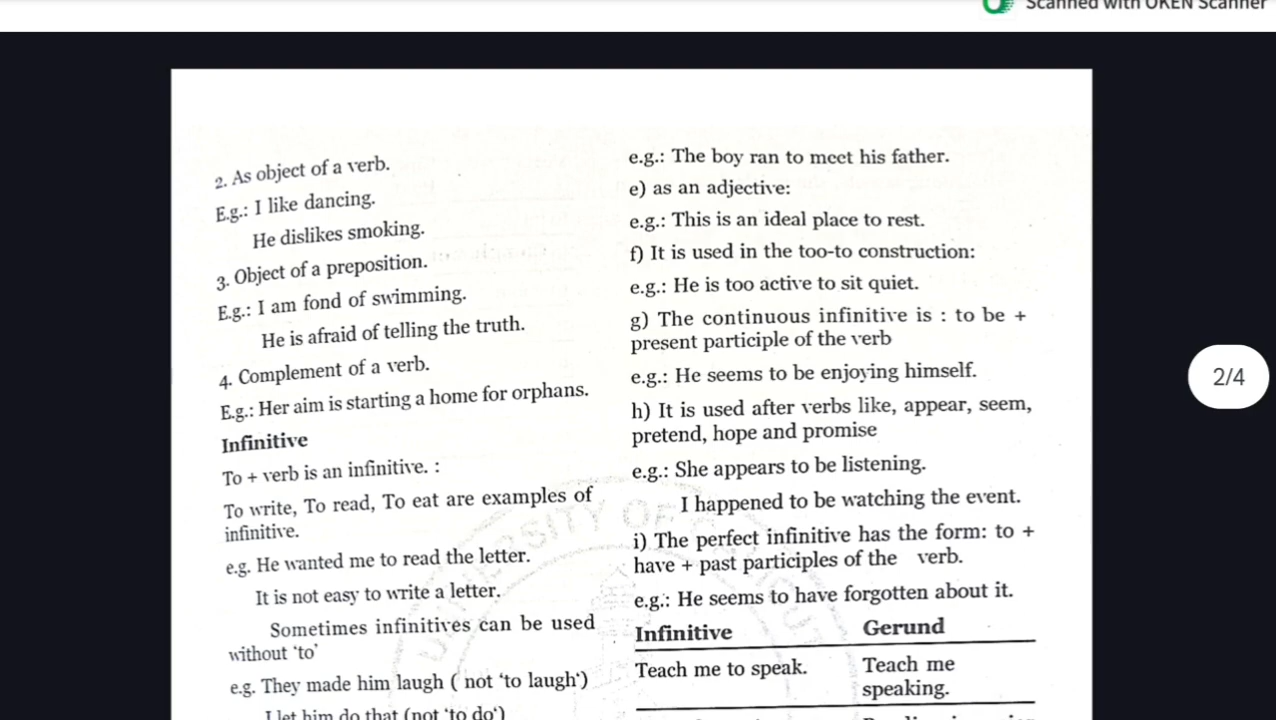 Scanned with OKEN Scanner
2. As object of a verb.
E.g.: I like dancing.
He dislikes smoking.
3. Object of a preposition.
E.g.: I am fond of swimming.
He is afraid of telling the truth.
4. Complement of a verb.
E.g.: Her aim is starting a home for orphans.
Infinitive
To + verb is an infinitive. :
To write, To read, To eat are examples of
infinitive.
e.g. He wanted me to read the letter.
It is not easy to write a letter.
Sometimes infinitives can be used
without ‘to’
e.g. They made him laugh ( not ‘to laugh‘)
I let him do that (not ‘to do‘)
e.g.: The boy ran to meet his father.
e) as an adjective:
e.g.: This is an ideal place to rest.
f) It is used in the too-to construction:
e.g.: He is too active to sit quiet.
g) The continuous infinitive is : to be +
present participle of the verb
e.g.: He seems to be enjoying himself.
h) It is used after verbs like, appear, seem,
pretend, hope and promise
e.g.: She appears to be listening.
I happened to be watching the event.
i) The perfect infinitive has the form: to +
have + past participles of the verb.
e.g.: He seems to have forgotten about it.
Infinitive Gerund
Teach me to speak. Teach me
speaking.
UNIVERSITY OF
2/4